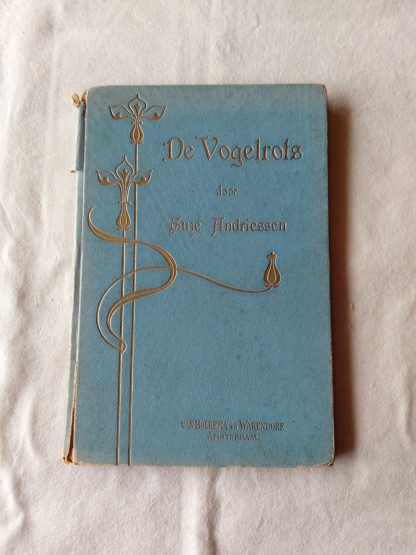 De Vogelrots
door
Suze Andriessen
VAN HOLKEMA EN WARENDORF
AMSTERDAM.